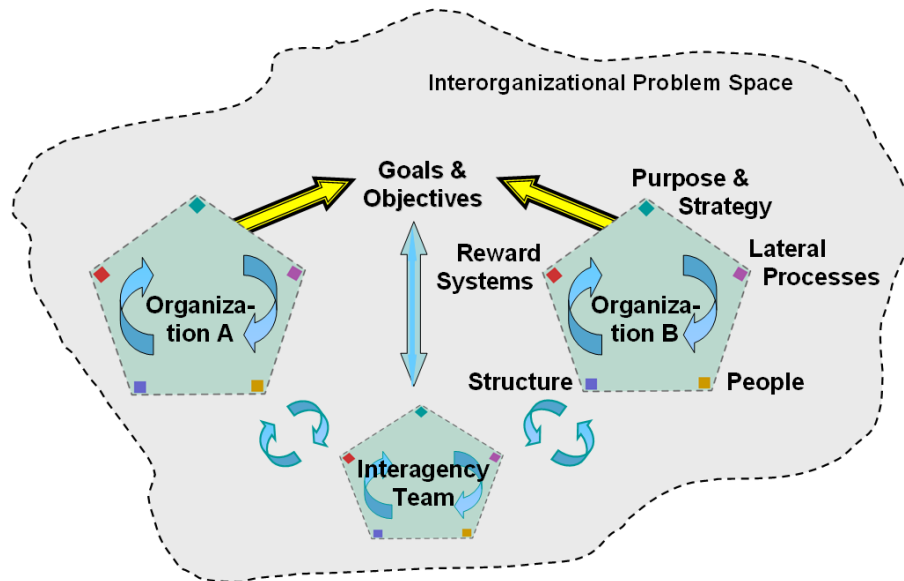 Interorganizational Problem Space
Goals &
Objectives
Purpose &
Strategy
Reward
Systems
Lateral
Processes
Organiza-
tion A
Organiza-
tion B
Structure
People
Interagency
Team